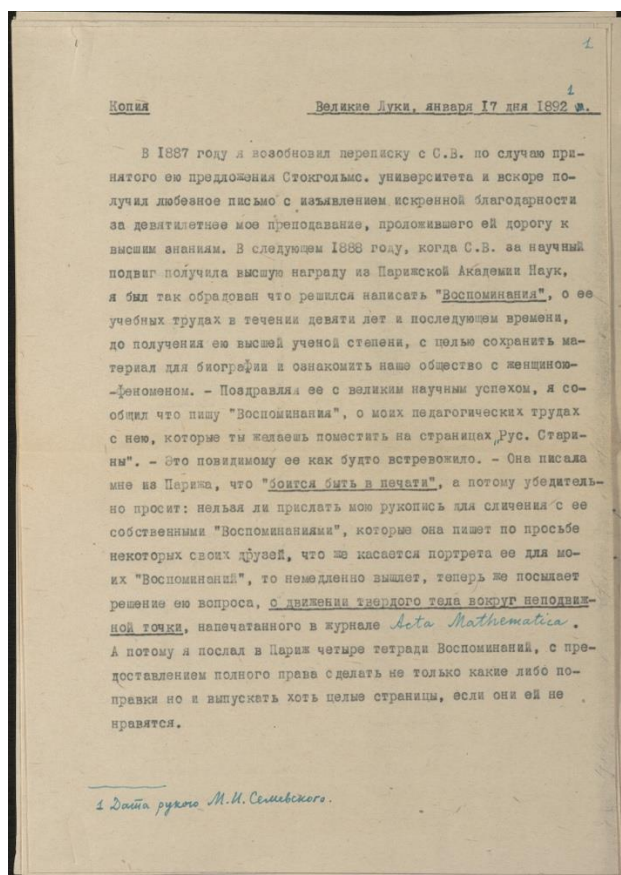 1
1
Копия Великие Луки, января 17 дня 1892 г.
В 1887 году я возобновил переписку с С.В. по случаю при-
нятого ею предложения Стокгольмс. университета и вскоре по-
лучил любезное письмо с изъявлением искренной благодарности
за девятилетнее мое преподавание, проложившего ей дорогу к
высшим знаниям. В следующем 1888 году, когда С.В. за научный
подвиг получила высшую награду из Парижской Академии Наук,
я был так обрадован что решился написать "Воспоминания", о ее
учебных трудах в течении девяти лет и последующем времени,
до получения ею высшей ученой степени, с целью сохранить ма-
териал для биографии и ознакомить наше общество с женщиною-
-феноменом. - Поздравляя ее с великим научным успехом, я со-
общил что пишу "Воспоминания", о моих педагогических трудах
с нею, которые ты желаешь поместить на страницах „Рус. Стари-
ны". - Это повидимому ее как будто встревожило. - Она писала
мне из Парижа, что "боится быть в печати", а потому убедитель-
но просит: нельзя ли прислать мою рукопись для сличения с ее
собственными "Воспоминаниями", которые она пишет по просьбе
некоторых своих друзей, что же касается портрета ее для мо-
их "Воспоминаний", то немедленно вышлет, теперь же посылает
решение ею вопроса, о движении твердого тела вокруг неподвиж-
ной точки, напечатанного в журнале Acta Mathematica.
А потому я послал в Париж четыре тетради Воспоминаний, с пре-
доставлением полного права сделать не только какие либо по-
правки но и выпускать хоть целые страницы, если они ей не
нравятся.
1 Дата рукою М.И. Семевского.